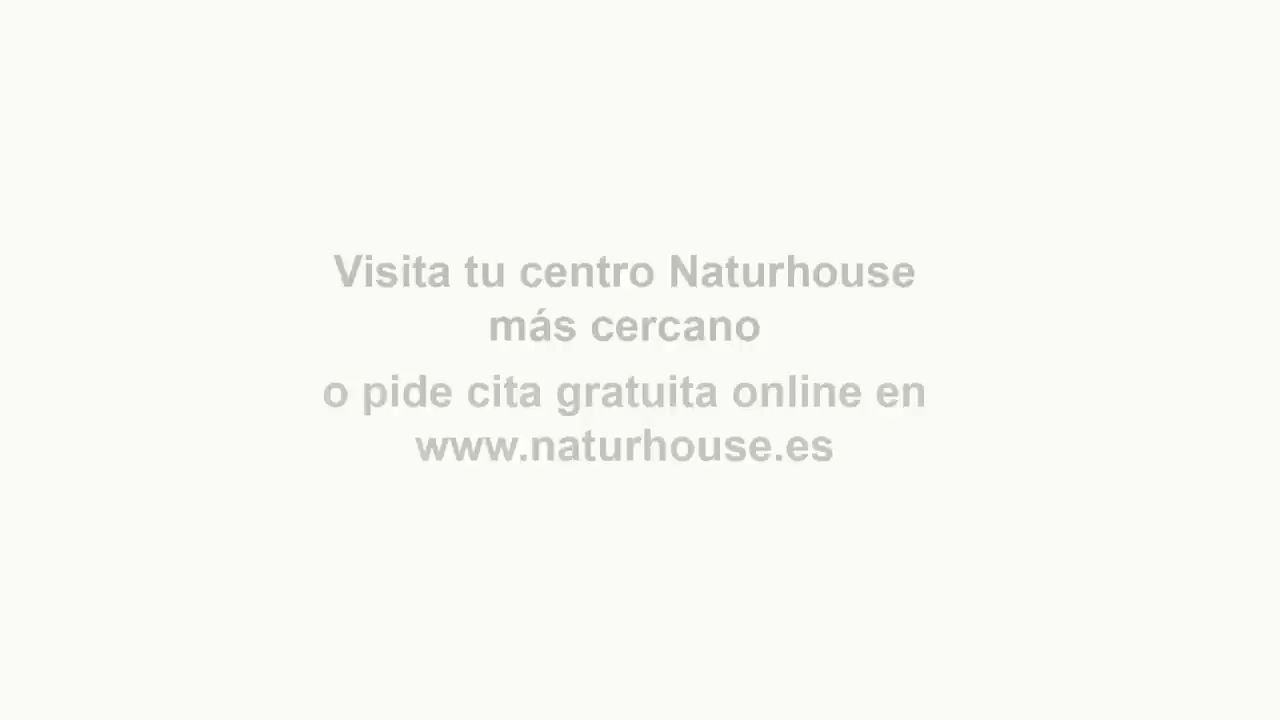 Visita tu centro Naturhouse
más cercano
o pide cita gratuita online en
www.naturhouse.es